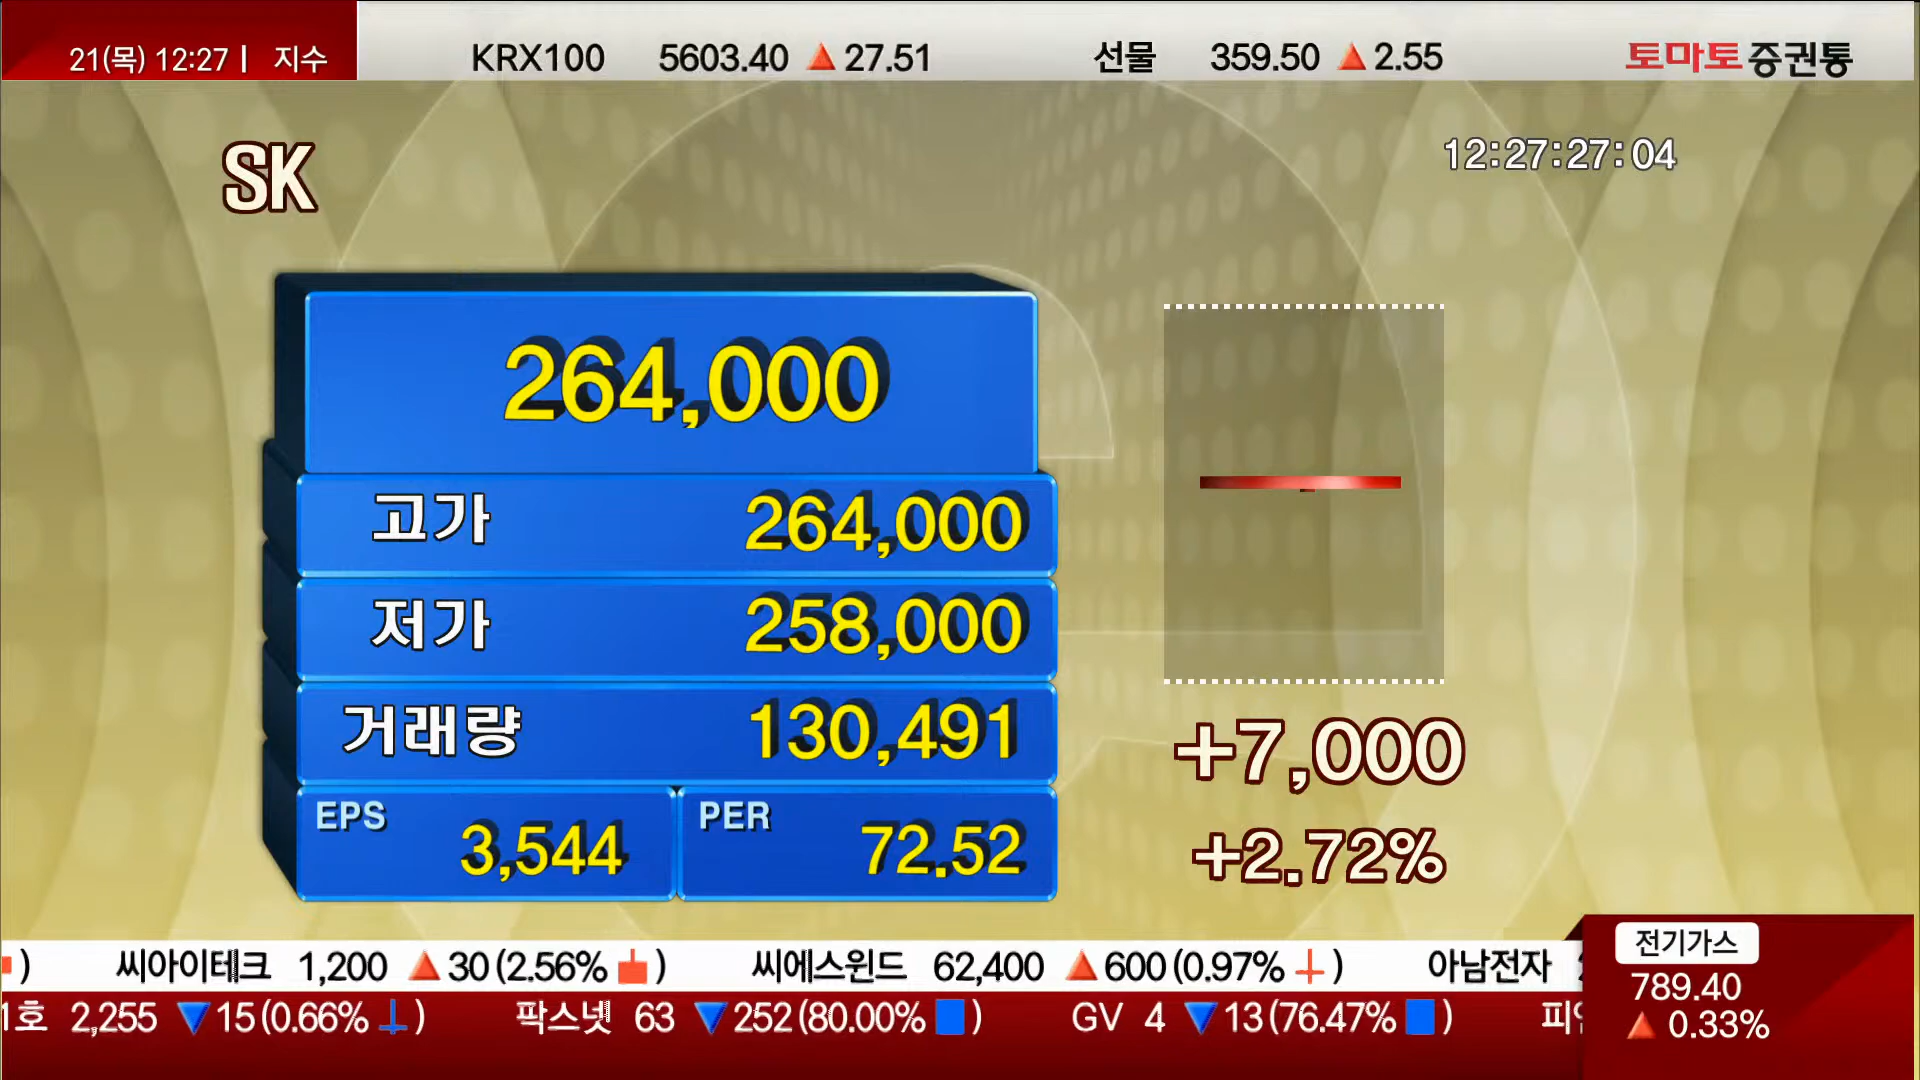 21(목) 12:27 | 지수 KRX100 5603.40 ▲ 27.51 선물 359.50 ▲ 2.55 토마토증권통
SK
12:27:27:04
264,000
고가 264,000
저가 258,000
거래량 130,491
EPS 3,544 PER 72.52
+7,000
+2.72%
) 씨아이테크 1,200 ▲ 30 (2.56% ) 씨에스윈드 62,400 ▲ 600 (0.97% ) 아남전자
1호 2,255 ▼ 15 (0.66% ) 팍스넷 63 ▼ 252 (80.00% ) GV 4 ▼ 13 (76.47% )
전기가스
789.40
▲ 0.33%